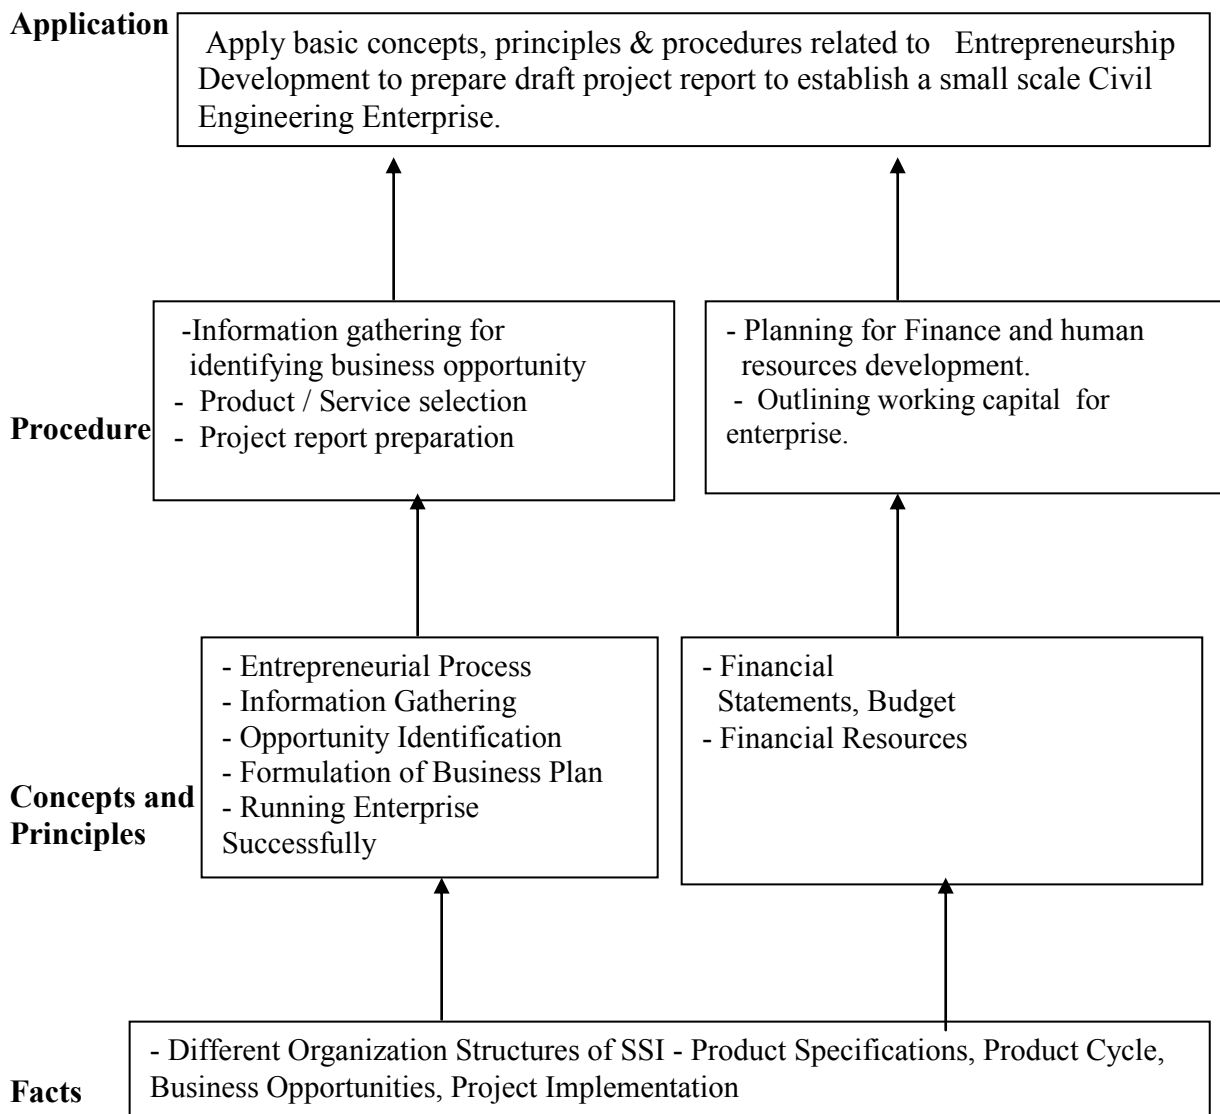 Application
Apply basic concepts, principles & procedures related to Entrepreneurship
Development to prepare draft project report to establish a small scale Civil
Engineering Enterprise.
Procedure
-Information gathering for
identifying business opportunity
- Product / Service selection
- Project report preparation
- Planning for Finance and human
resources development.
- Outlining working capital for
enterprise.
Concepts and
Principles
- Entrepreneurial Process
- Information Gathering
- Opportunity Identification
- Formulation of Business Plan
- Running Enterprise
Successfully
- Financial
Statements, Budget
- Financial Resources
Facts
- Different Organization Structures of SSI - Product Specifications, Product Cycle,
Business Opportunities, Project Implementation